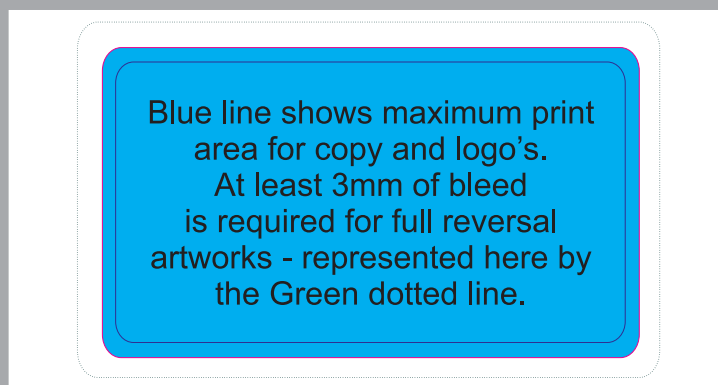 Blue line shows maximum print
area for copy and logo’s.
At least 3mm of bleed
is required for full reversal
artworks - represented here by
the Green dotted line.